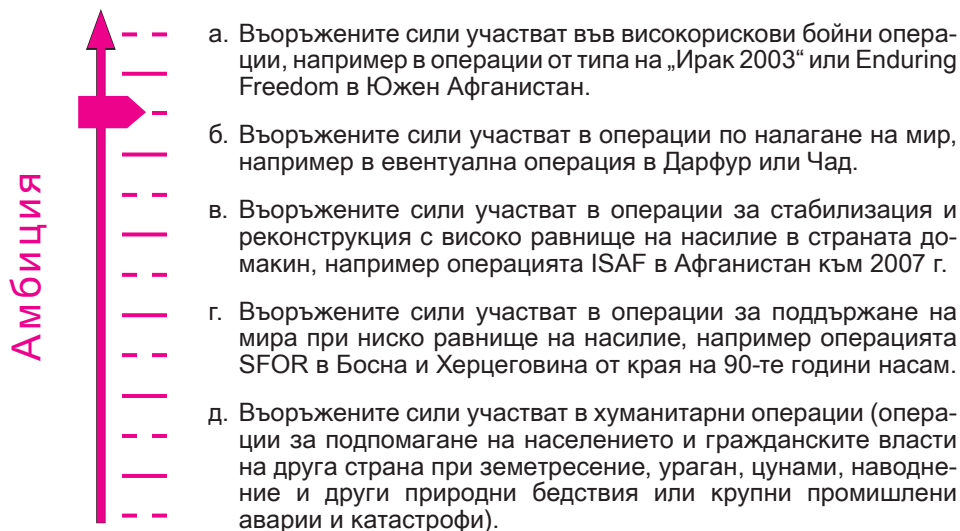 Амбиция
а. Въоръжените сили участват във високорискови бойни опера-
ции, например в операции от типа на „Ирак 2003“ или Enduring
Freedom в Южен Афганистан.
б. Въоръжените сили участват в операции по налагане на мир,
например в евентуална операция в Дарфур или Чад.
в. Въоръжените сили участват в операции за стабилизация и
реконструкция с високо равнище на насилие в страната до-
макин, например операцията ISAF в Афганистан към 2007 г.
г. Въоръжените сили участват в операции за поддържане на
мира при ниско равнище на насилие, например операцията
SFOR в Босна и Херцеговина от края на 90-те години насам.
д. Въоръжените сили участват в хуманитарни операции (опера-
ции за подпомагане на населението и гражданските власти
на друга страна при земетресение, ураган, цунами, наводне-
ние и други природни бедствия или крупни промишлени
аварии и катастрофи).